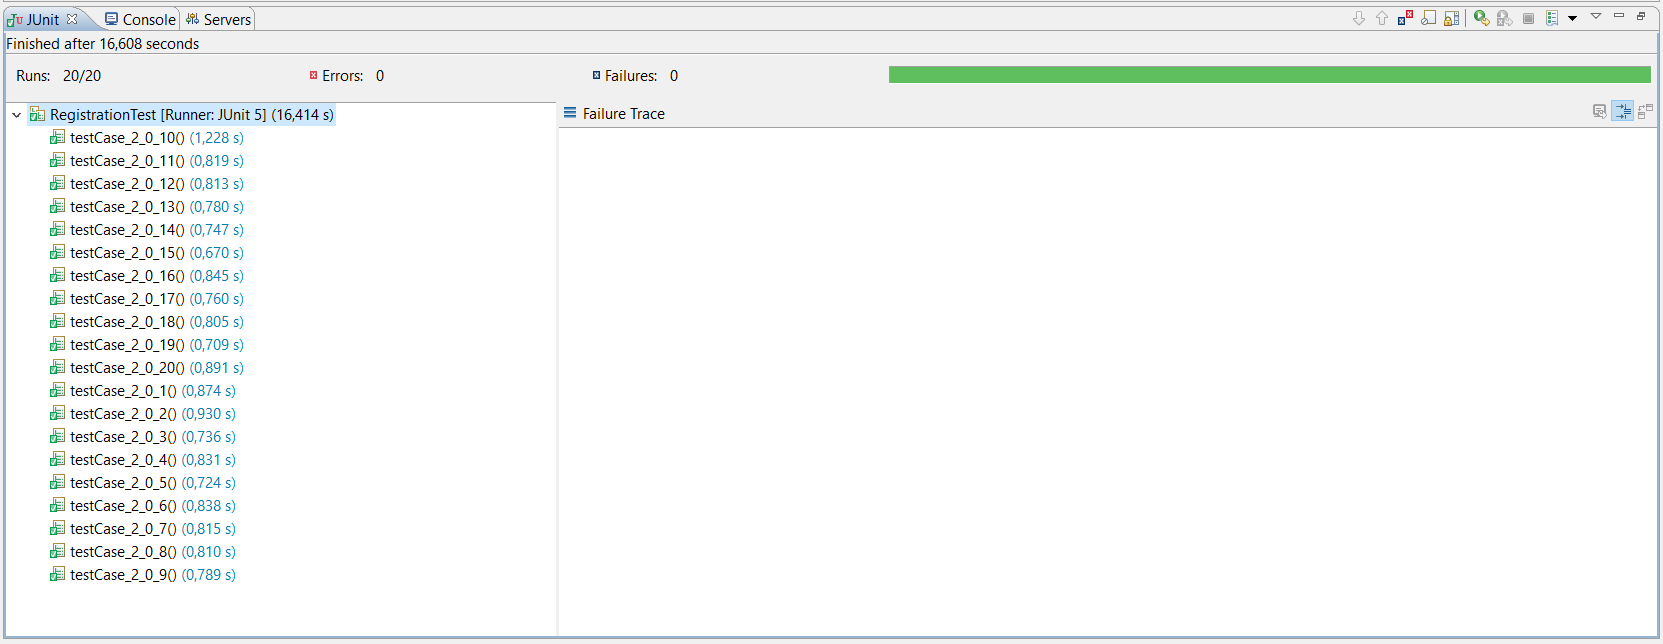 JUnit Console Servers
Finished after 16,608 seconds
Runs: 20/20 Errors: 0 Failures: 0
RegistrationTest [Runner: JUnit 5] (16,414 s)
testCase_2_0_10() (1,228 s)
testCase_2_0_11() (0,819 s)
testCase_2_0_12() (0,813 s)
testCase_2_0_13() (0,780 s)
testCase_2_0_14() (0,747 s)
testCase_2_0_15() (0,670 s)
testCase_2_0_16() (0,845 s)
testCase_2_0_17() (0,760 s)
testCase_2_0_18() (0,805 s)
testCase_2_0_19() (0,709 s)
testCase_2_0_20() (0,891 s)
testCase_2_0_1() (0,874 s)
testCase_2_0_2() (0,930 s)
testCase_2_0_3() (0,736 s)
testCase_2_0_4() (0,831 s)
testCase_2_0_5() (0,724 s)
testCase_2_0_6() (0,838 s)
testCase_2_0_7() (0,815 s)
testCase_2_0_8() (0,810 s)
testCase_2_0_9() (0,789 s)
Failure Trace